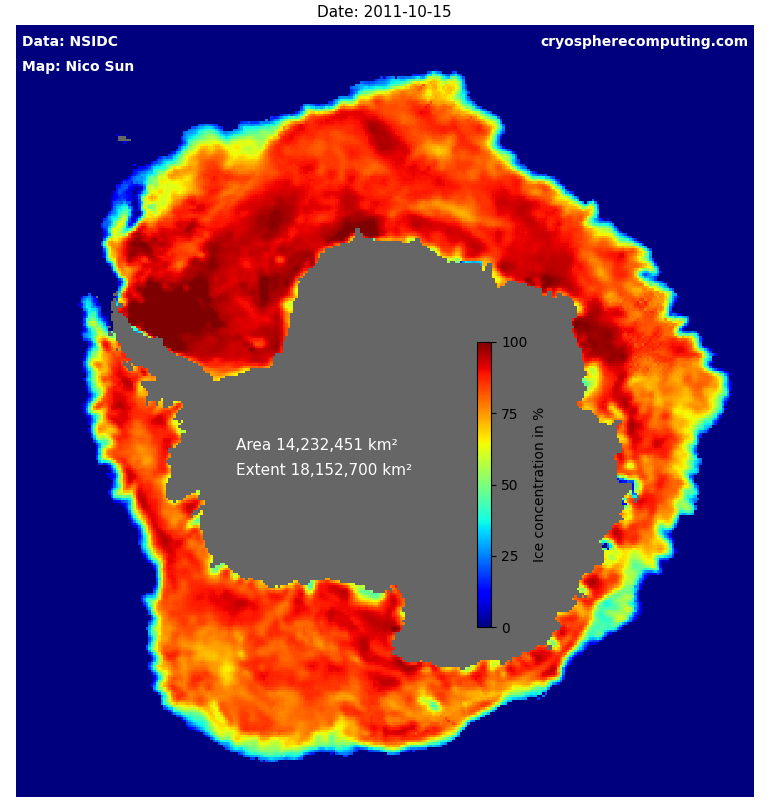 Date: 2011-10-15
Data: NSIDC
cryospherecomputing.com
Map: Nico Sun
100
75
50
25
0
Ice concentration in %
Area 14,232,451 km²
Extent 18,152,700 km²